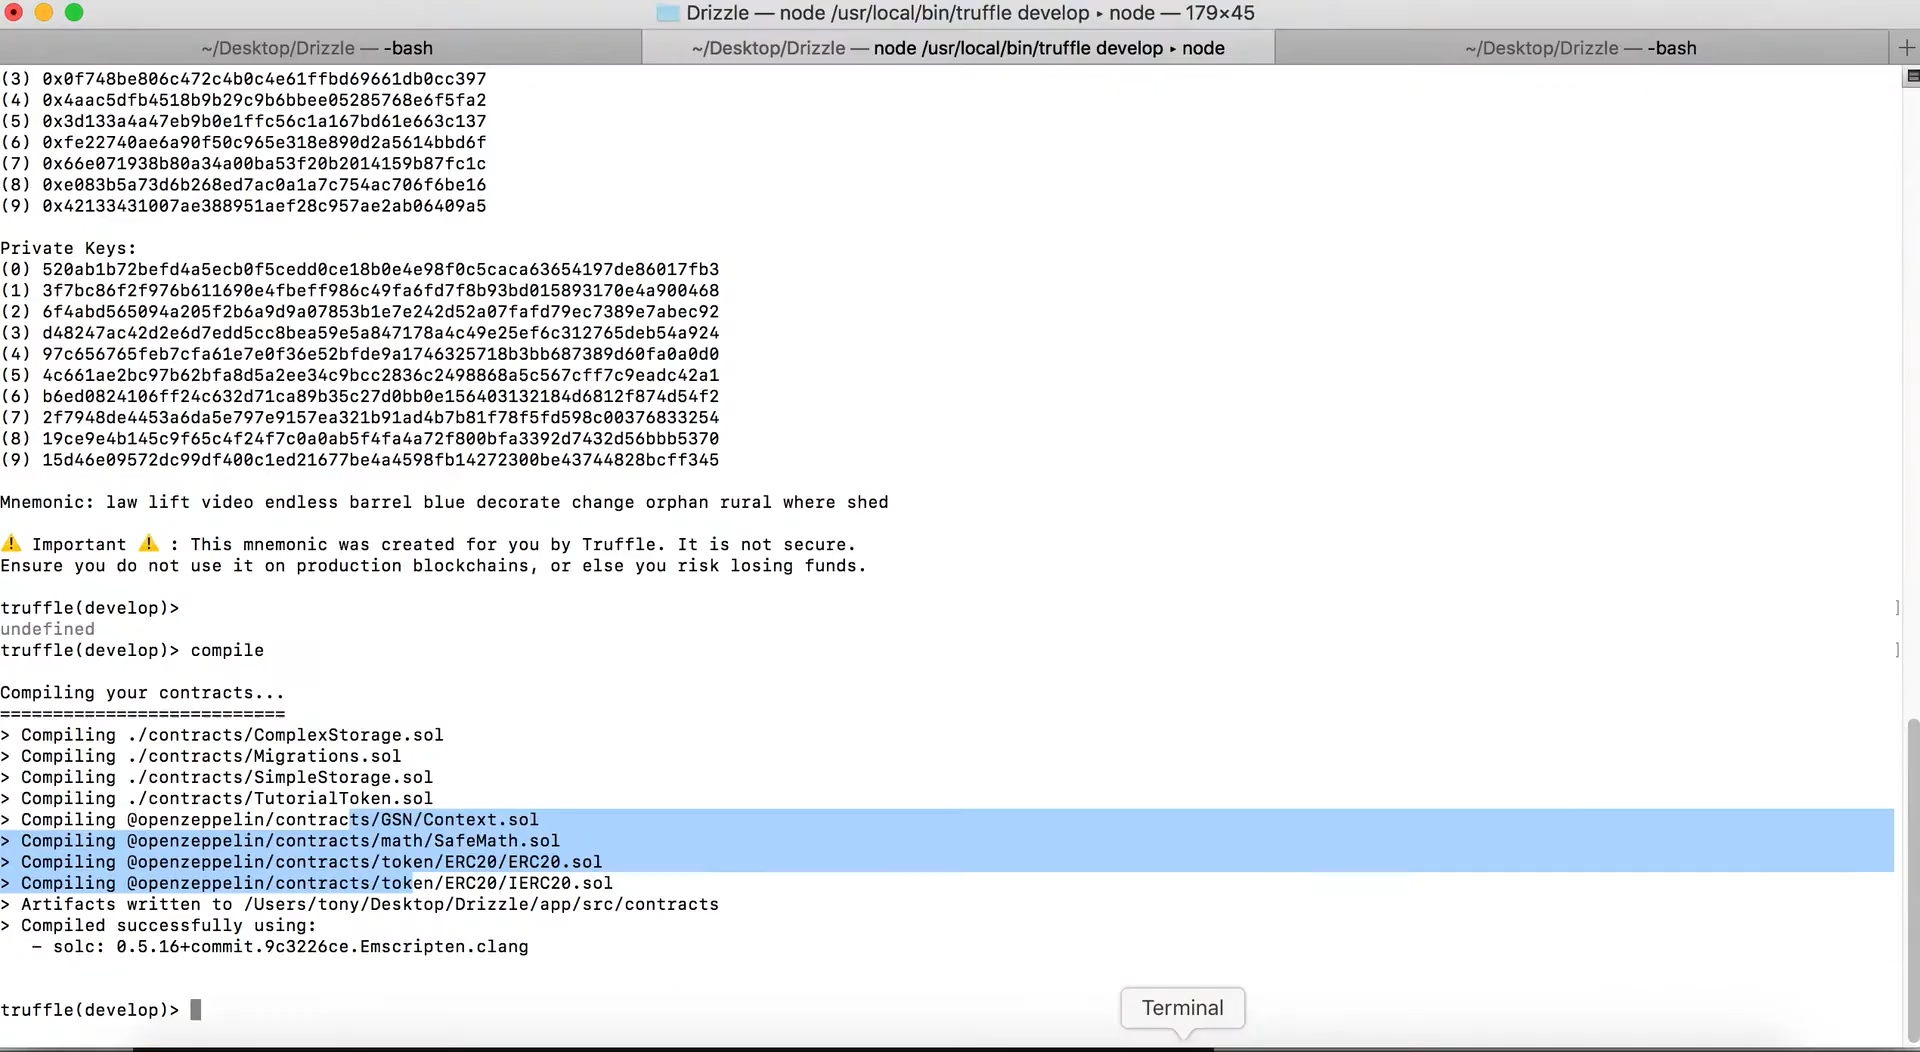 Drizzle — node /usr/local/bin/truffle develop ▸ node — 179×45
~/Desktop/Drizzle — -bash
~/Desktop/Drizzle — node /usr/local/bin/truffle develop ▸ node
~/Desktop/Drizzle — -bash
(3) 0x0f748be806c472c4b0c4e61ffbd69661db0cc397
(4) 0x4aac5dfb4518b9b29c9b6bbee05285768e6f5fa2
(5) 0x3d133a4a47eb9b0e1ffc56c1a167bd61e663c137
(6) 0xfe22740ae6a90f50c965e318e890d2a5614bbd6f
(7) 0x66e071938b80a34a00ba53f20b2014159b87fc1c
(8) 0xe083b5a73d6b268ed7ac0a1a7c754ac706f6be16
(9) 0x42133431007ae388951aef28c957ae2ab06409a5
Private Keys:
(0) 520ab1b72befd4a5ecb0f5cedd0ce18b0e4e98f0c5caca63654197de86017fb3
(1) 3f7bc86f2f976b611690e4fbeff986c49fa6fd7f8b93bd015893170e4a900468
(2) 6f4abd565094a205f2b6a9d9a07853b1e7e242d52a07fafd79ec7389e7abec92
(3) d48247ac42d2e6d7edd5cc8bea59e5a847178a4c49e25ef6c312765deb54a924
(4) 97c656765feb7cfa61e7e0f36e52bfde9a1746325718b3bb687389d60fa0a0d0
(5) 4c661ae2bc97b62bfa8d5a2ee34c9bcc2836c2498868a5c567cff7c9eadc42a1
(6) b6ed0824106ff24c632d71ca89b35c27d0bb0e156403132184d6812f874d54f2
(7) 2f7948de4453a6da5e797e9157ea321b91ad4b7b81f78f5fd598c00376833254
(8) 19ce9e4b145c9f65c4f24f7c0a0ab5f4fa4a72f800bfa3392d7432d56bbb5370
(9) 15d46e09572dc99df400c1ed21677be4a4598fb14272300be43744828bcff345
Mnemonic: law lift video endless barrel blue decorate change orphan rural where shed
⚠️ Important ⚠️ : This mnemonic was created for you by Truffle. It is not secure.
Ensure you do not use it on production blockchains, or else you risk losing funds.
truffle(develop)>
undefined
truffle(develop)> compile
Compiling your contracts...
===========================
> Compiling ./contracts/ComplexStorage.sol
> Compiling ./contracts/Migrations.sol
> Compiling ./contracts/SimpleStorage.sol
> Compiling ./contracts/TutorialToken.sol
> Compiling @openzeppelin/contracts/GSN/Context.sol
> Compiling @openzeppelin/contracts/math/SafeMath.sol
> Compiling @openzeppelin/contracts/token/ERC20/ERC20.sol
> Compiling @openzeppelin/contracts/token/ERC20/IERC20.sol
> Artifacts written to /Users/tony/Desktop/Drizzle/app/src/contracts
> Compiled successfully using:
   - solc: 0.5.16+commit.9c3226ce.Emscripten.clang
truffle(develop)>
Terminal